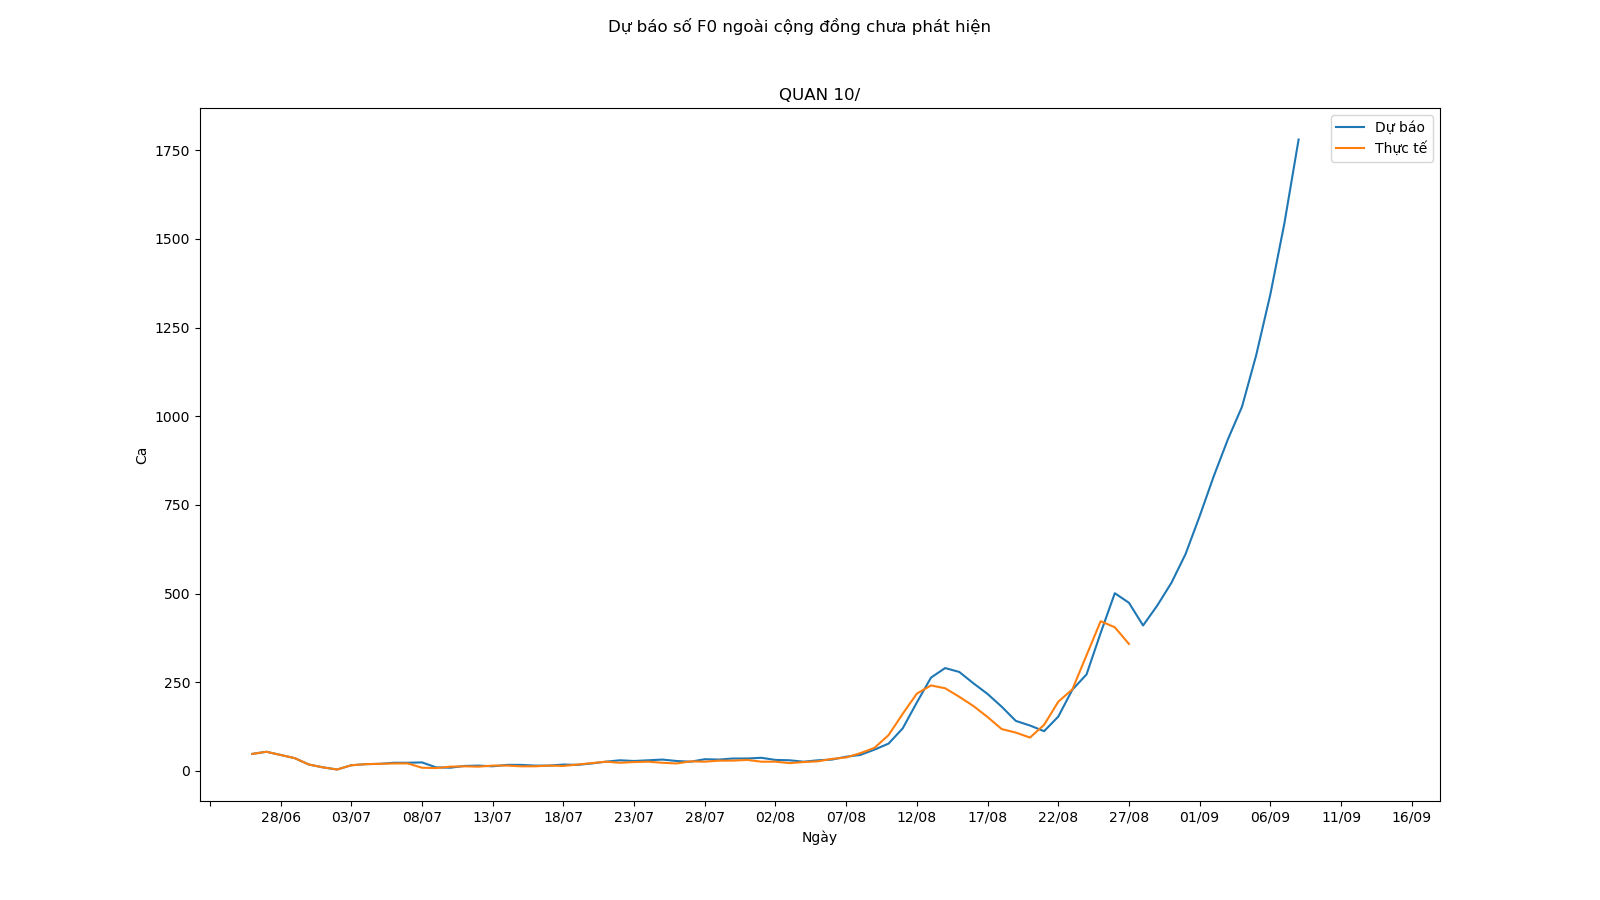 Dự báo số F0 ngoài cộng đồng chưa phát hiện
QUAN 10/
Dự báo
Thực tế
1750
1500
1250
1000
750
500
250
0
Ca
28/06 03/07 08/07 13/07 18/07 23/07 28/07 02/08 07/08 12/08 17/08 22/08 27/08 01/09 06/09 11/09 16/09
Ngày